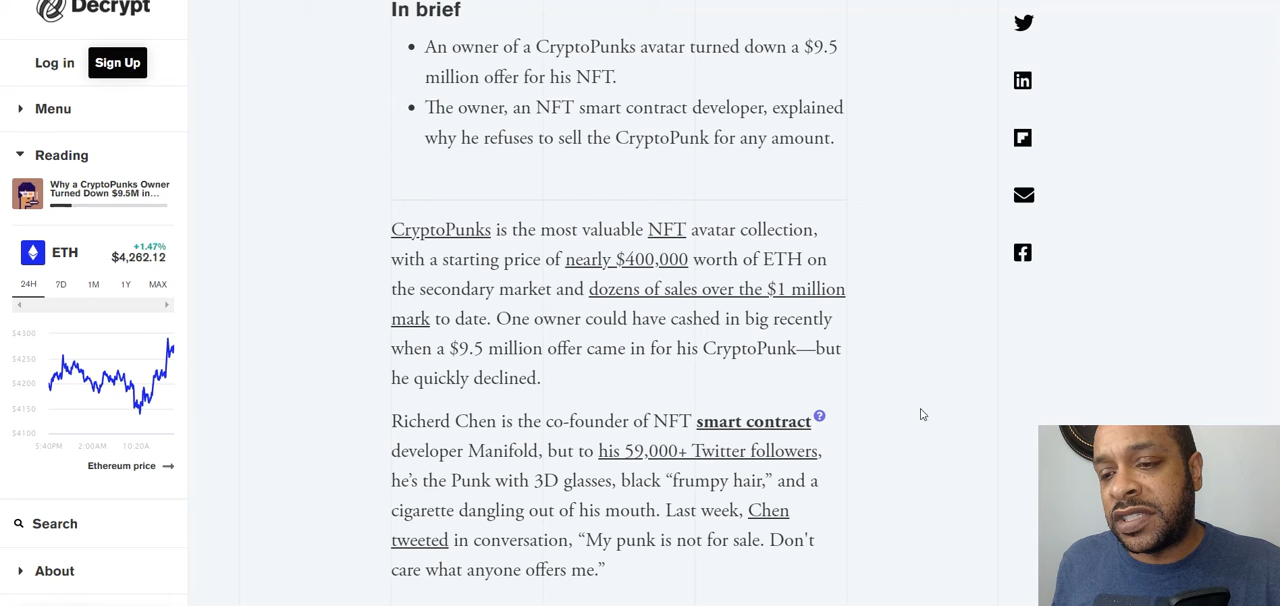 Decrypt
Log in
Sign Up
Menu
Reading
Why a CryptoPunks Owner
Turned Down $9.5M in...
ETH
+1.47%
$4,262.12
24H 7D 1M 1Y MAX
$4300
$4250
$4200
$4150
$4100
5:40PM 2:00AM 10:20A
Ethereum price
Search
About
In brief
An owner of a CryptoPunks avatar turned down a $9.5
million offer for his NFT.
The owner, an NFT smart contract developer, explained
why he refuses to sell the CryptoPunk for any amount.
CryptoPunks is the most valuable NFT avatar collection,
with a starting price of nearly $400,000 worth of ETH on
the secondary market and dozens of sales over the $1 million
mark to date. One owner could have cashed in big recently
when a $9.5 million offer came in for his CryptoPunk—but
he quickly declined.
Richerd Chen is the co-founder of NFT smart contract ?
developer Manifold, but to his 59,000+ Twitter followers,
he’s the Punk with 3D glasses, black “frumpy hair,” and a
cigarette dangling out of his mouth. Last week, Chen
tweeted in conversation, “My punk is not for sale. Don't
care what anyone offers me.”